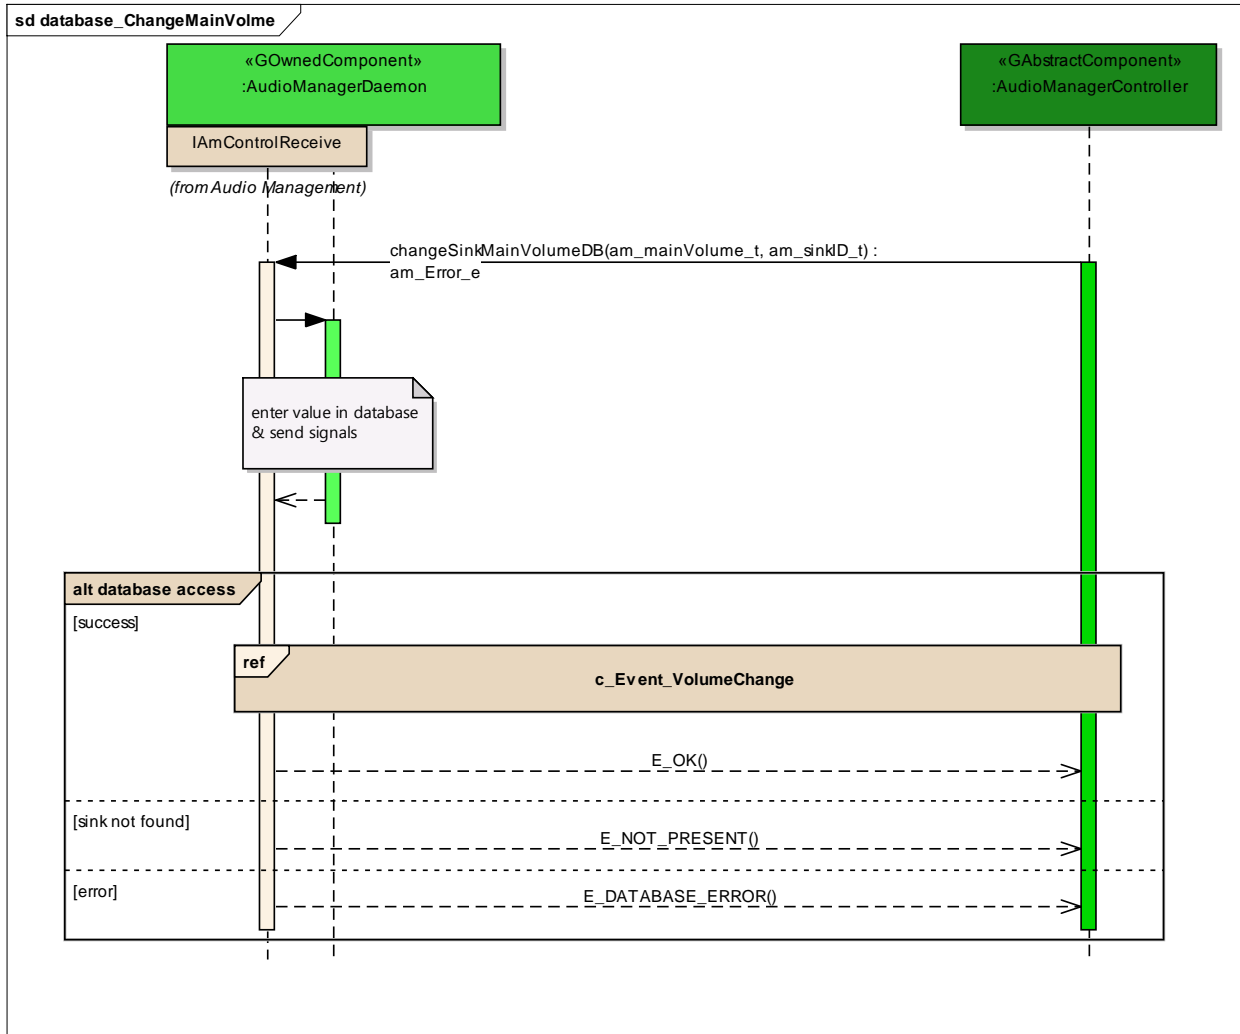 sd database_ChangeMainVolme
«GOwnedComponent»
:AudioManagerDaemon
«GAbstractComponent»
:AudioManagerController
IAmControlReceive
(from Audio Management)
changeSinkMainVolumeDB(am_mainVolume_t, am_sinkID_t) :
am_Error_e
enter value in database
& send signals
alt database access
[success]
ref
c_Event_VolumeChange
E_OK()
[sink not found]
E_NOT_PRESENT()
[error]
E_DATABASE_ERROR()